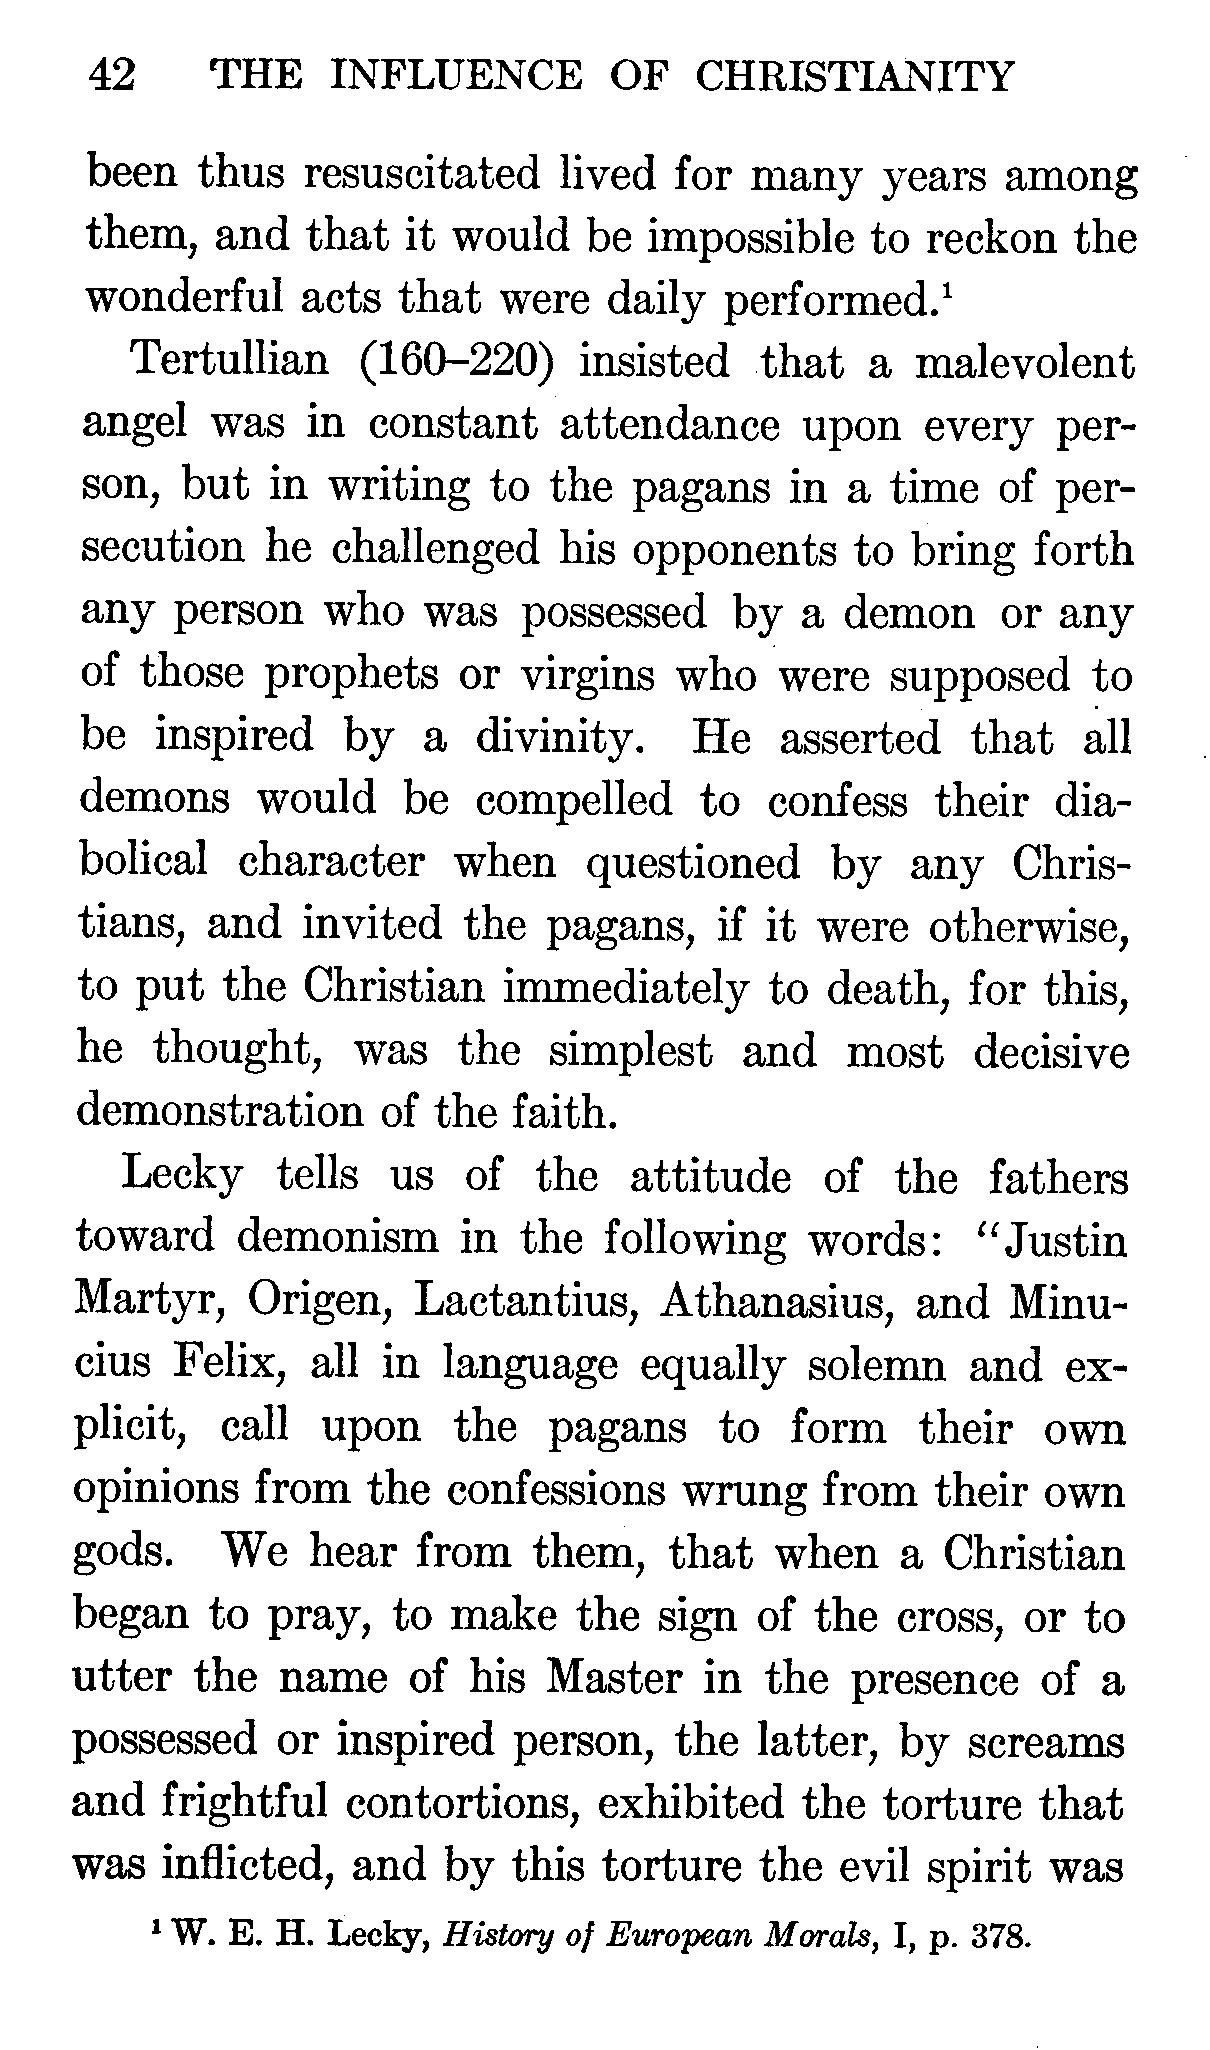 42 THE INFLUENCE OF CHRISTIANITY
been thus resuscitated lived for many years among
them, and that it would be impossible to reckon the
wonderful acts that were daily performed.¹
Tertullian (160–220) insisted that a malevolent
angel was in constant attendance upon every per-
son, but in writing to the pagans in a time of per-
secution he challenged his opponents to bring forth
any person who was possessed by a demon or any
of those prophets or virgins who were supposed to
be inspired by a divinity. He asserted that all
demons would be compelled to confess their dia-
bolical character when questioned by any Chris-
tians, and invited the pagans, if it were otherwise,
to put the Christian immediately to death, for this,
he thought, was the simplest and most decisive
demonstration of the faith.
Lecky tells us of the attitude of the fathers
toward demonism in the following words: “Justin
Martyr, Origen, Lactantius, Athanasius, and Minu-
cius Felix, all in language equally solemn and ex-
plicit, call upon the pagans to form their own
opinions from the confessions wrung from their own
gods. We hear from them, that when a Christian
began to pray, to make the sign of the cross, or to
utter the name of his Master in the presence of a
possessed or inspired person, the latter, by screams
and frightful contortions, exhibited the torture that
was inflicted, and by this torture the evil spirit was
¹ W. E. H. Lecky, History of European Morals, I, p. 378.